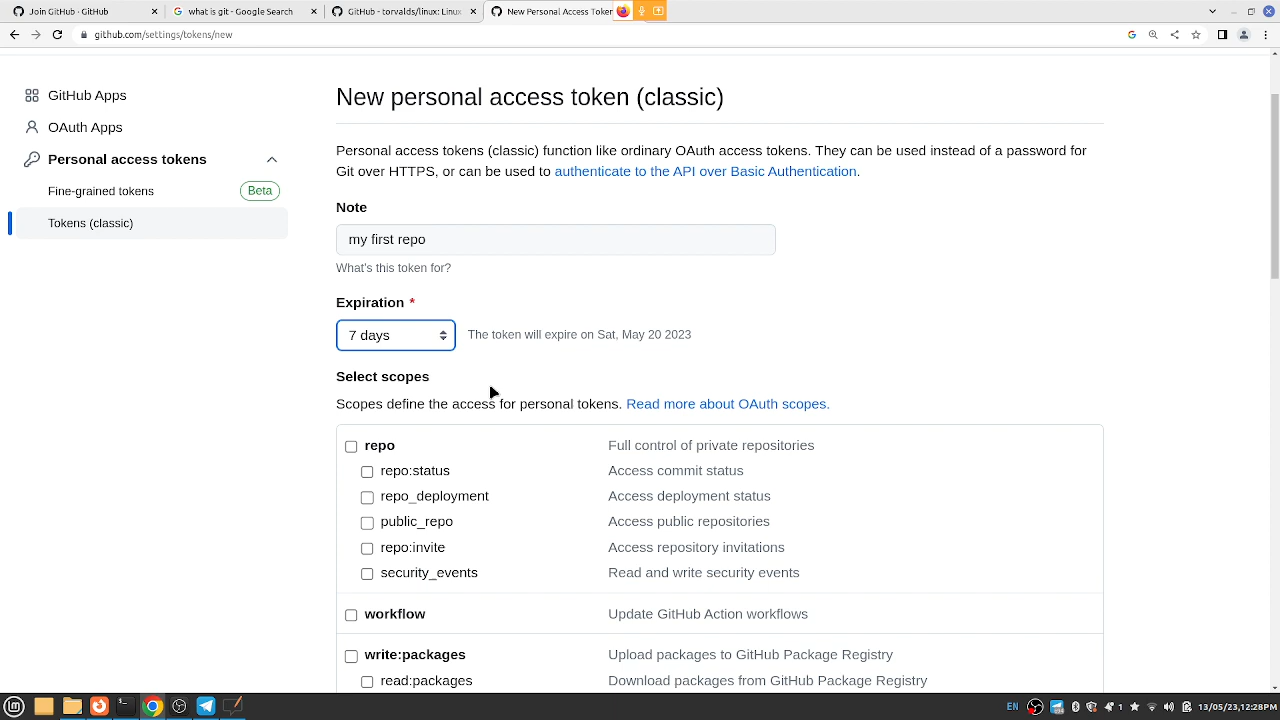 Join GitHub · GitHub
what is git - Google Search
GitHub - torvalds/linux: Linux
New Personal Access Token
github.com/settings/tokens/new
GitHub Apps
OAuth Apps
Personal access tokens
Fine-grained tokens Beta
Tokens (classic)
New personal access token (classic)
Personal access tokens (classic) function like ordinary OAuth access tokens. They can be used instead of a password for
Git over HTTPS, or can be used to authenticate to the API over Basic Authentication.
Note
my first repo
What's this token for?
Expiration *
7 days The token will expire on Sat, May 20 2023
Select scopes
Scopes define the access for personal tokens. Read more about OAuth scopes.
repo Full control of private repositories
repo:status Access commit status
repo_deployment Access deployment status
public_repo Access public repositories
repo:invite Access repository invitations
security_events Read and write security events
workflow Update GitHub Action workflows
write:packages Upload packages to GitHub Package Registry
read:packages Download packages from GitHub Package Registry
EN 1 13/05/23,12:28PM